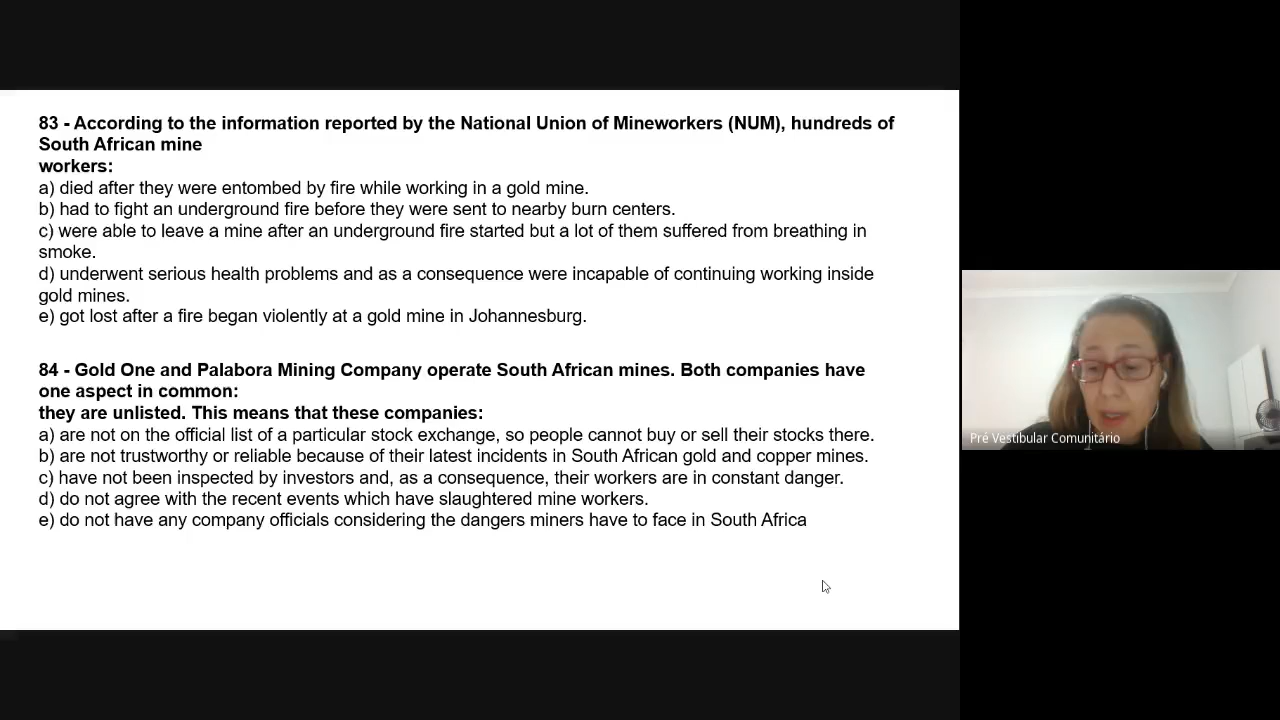 83 - According to the information reported by the National Union of Mineworkers (NUM), hundreds of
South African mine
workers:
a) died after they were entombed by fire while working in a gold mine.
b) had to fight an underground fire before they were sent to nearby burn centers.
c) were able to leave a mine after an underground fire started but a lot of them suffered from breathing in
smoke.
d) underwent serious health problems and as a consequence were incapable of continuing working inside
gold mines.
e) got lost after a fire began violently at a gold mine in Johannesburg.
84 - Gold One and Palabora Mining Company operate South African mines. Both companies have
one aspect in common:
they are unlisted. This means that these companies:
a) are not on the official list of a particular stock exchange, so people cannot buy or sell their stocks there.
b) are not trustworthy or reliable because of their latest incidents in South African gold and copper mines.
c) have not been inspected by investors and, as a consequence, their workers are in constant danger.
d) do not agree with the recent events which have slaughtered mine workers.
e) do not have any company officials considering the dangers miners have to face in South Africa
Pré Vestibular Comunitário